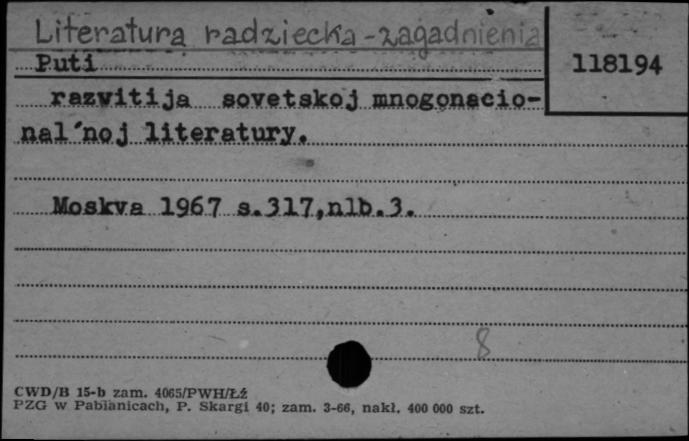 Literatura radziecka - zagadnienia
Puti
118194
razvitija sovetskoj mnogonacio-
nal'noj literatury.
Moskva 1967 s.317,nlb.3.
8
CWD/B 15-b zam. 4065/PWH/Łź
PZG w Pabianicach, P. Skargi 40; zam. 3-66, nakł. 400 000 szt.